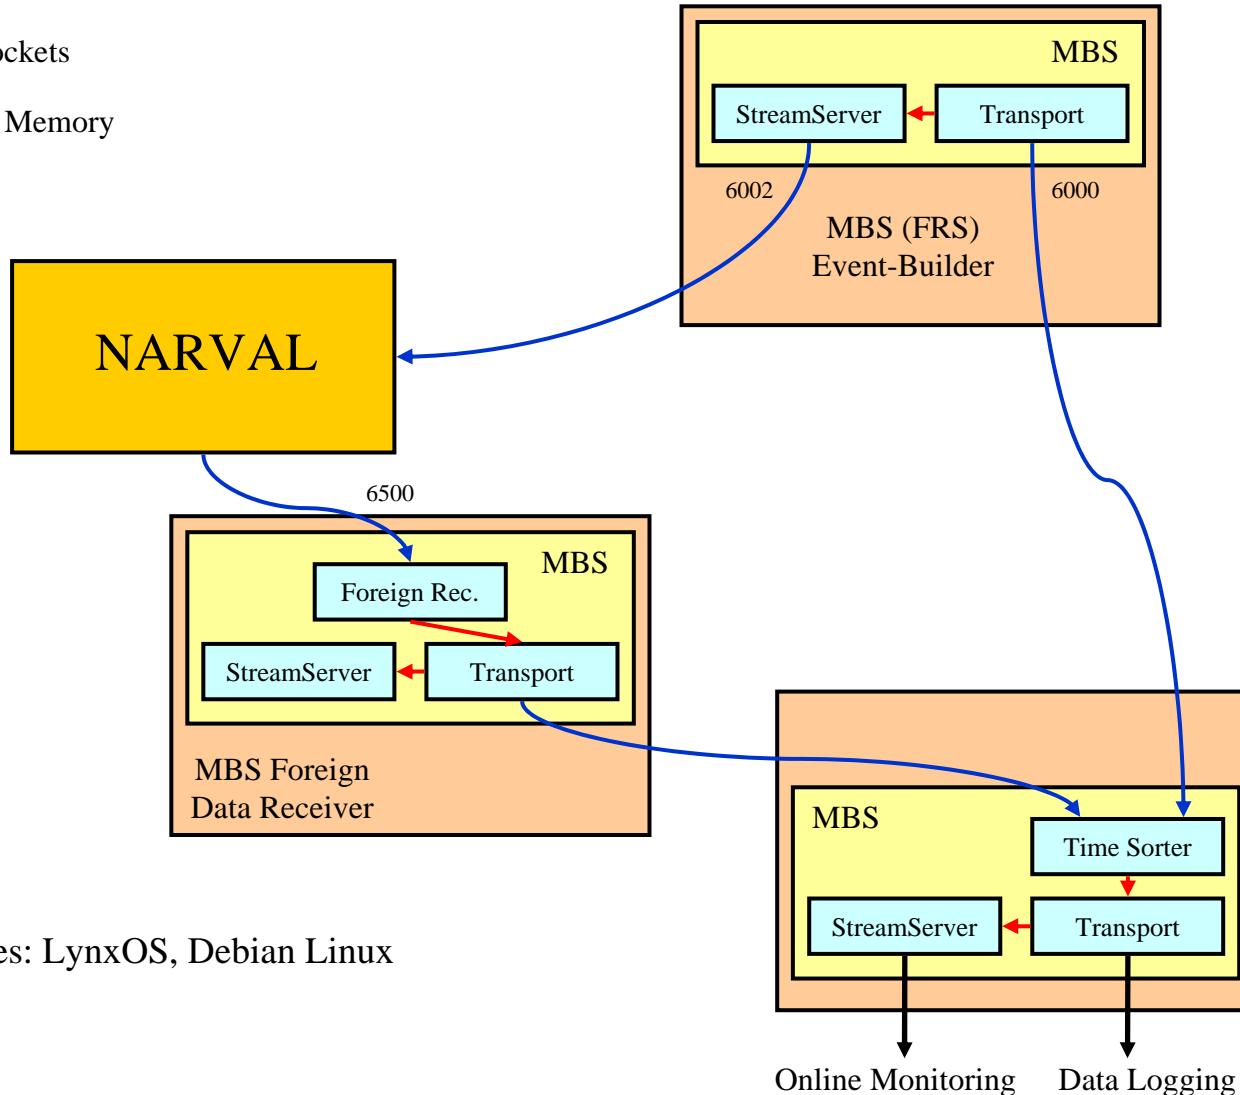 ockets
Memory
MBS
StreamServer
Transport
6002
6000
MBS (FRS)
Event-Builder
NARVAL
6500
MBS
Foreign Rec.
StreamServer
Transport
MBS Foreign
Data Receiver
MBS
Time Sorter
StreamServer
Transport
es: LynxOS, Debian Linux
Online Monitoring
Data Logging